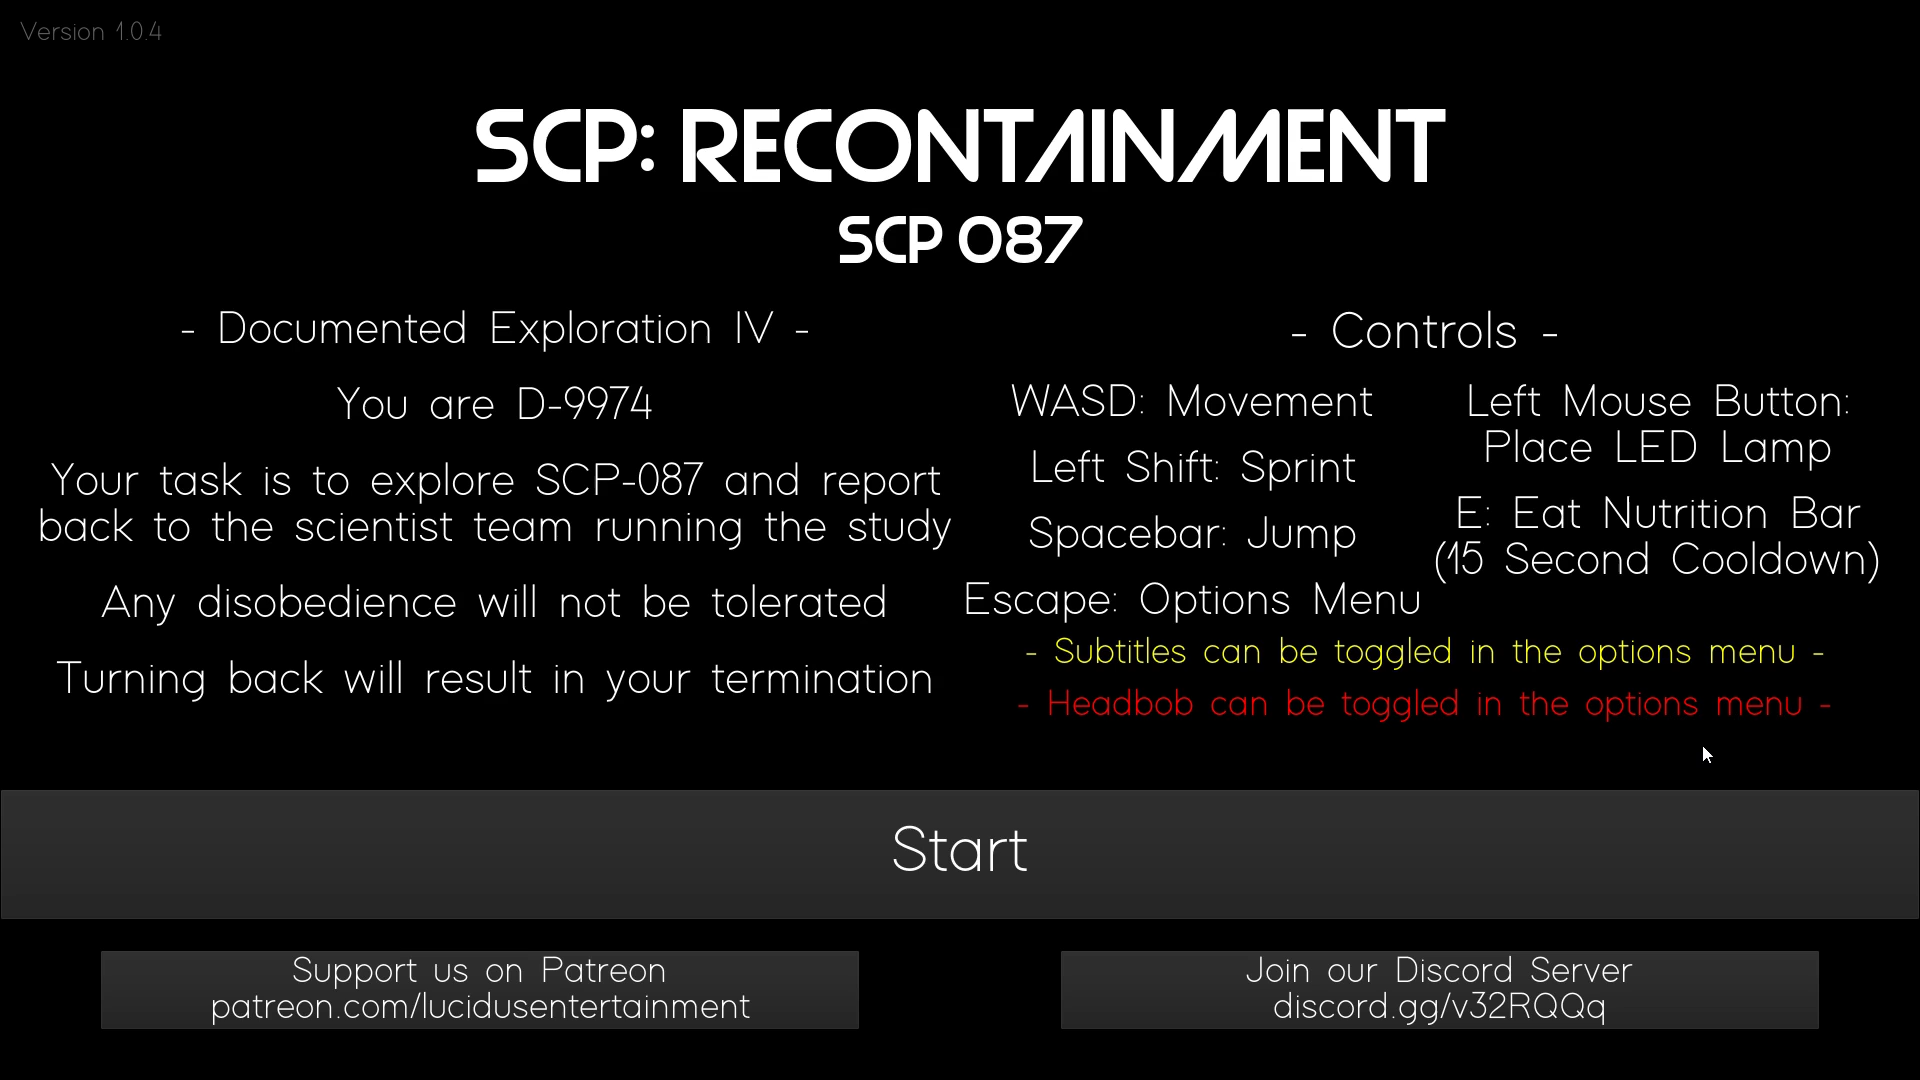 Version 1.0.4
SCP: RECONTAINMENT
SCP 087
- Documented Exploration IV -
You are D-9974
Your task is to explore SCP-087 and report
back to the scientist team running the study
Any disobedience will not be tolerated
Turning back will result in your termination
- Controls -
WASD: Movement
Left Shift: Sprint
Spacebar: Jump
Escape: Options Menu
Left Mouse Button:
Place LED Lamp
E: Eat Nutrition Bar
(15 Second Cooldown)
- Subtitles can be toggled in the options menu -
- Headbob can be toggled in the options menu -
Start
Support us on Patreon
patreon.com/lucidusentertainment
Join our Discord Server
discord.gg/v32RQQq